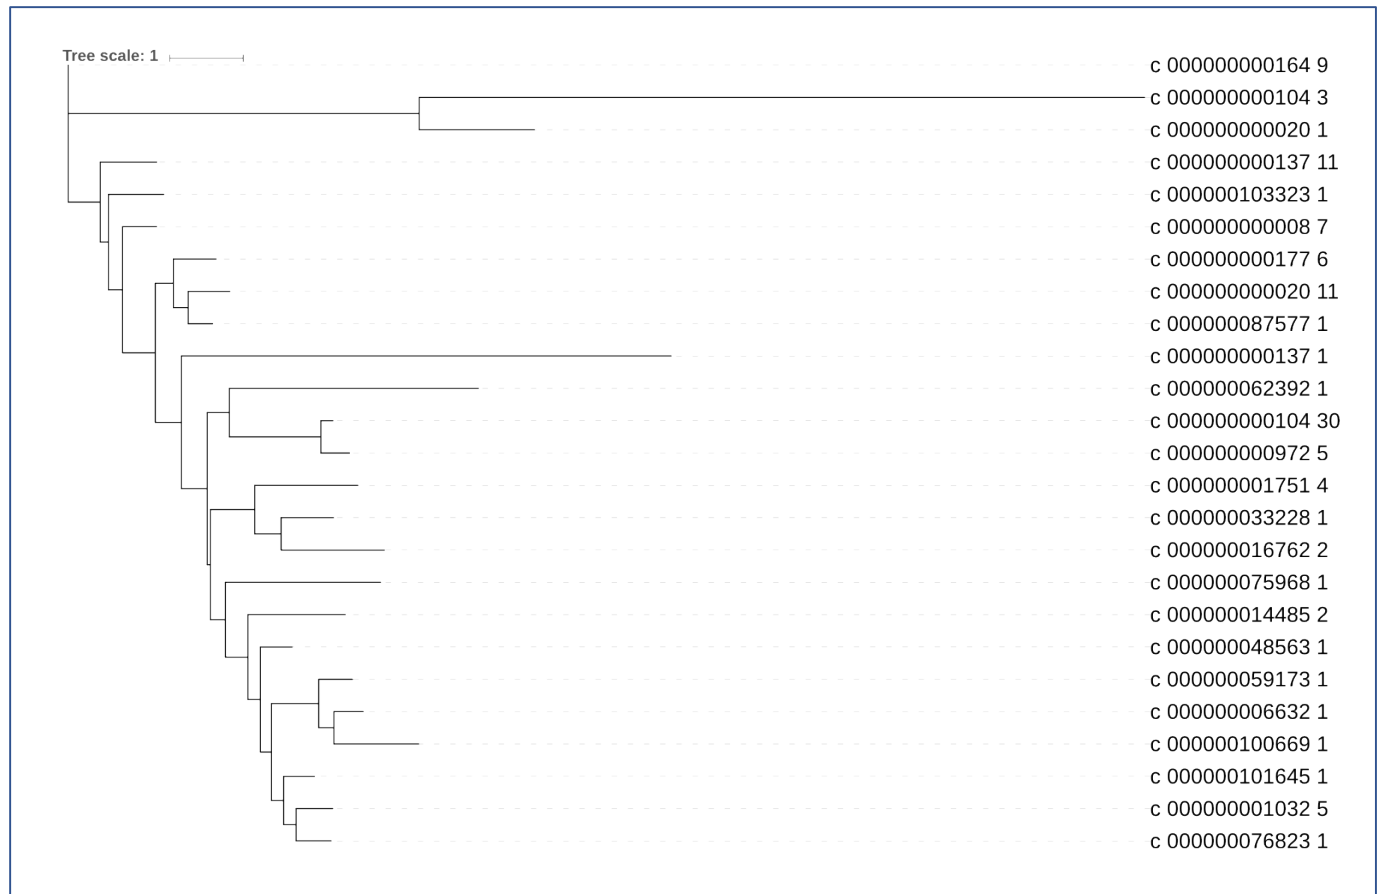 Tree scale: 1
c 000000000164 9
c 000000000104 3
c 000000000020 1
c 000000000137 11
c 000000103323 1
c 000000000008 7
c 000000000177 6
c 000000000020 11
c 000000087577 1
c 000000000137 1
c 000000062392 1
c 000000000104 30
c 000000000972 5
c 000000001751 4
c 000000033228 1
c 000000016762 2
c 000000075968 1
c 000000014485 2
c 000000048563 1
c 000000059173 1
c 000000006632 1
c 000000100669 1
c 000000101645 1
c 000000001032 5
c 000000076823 1